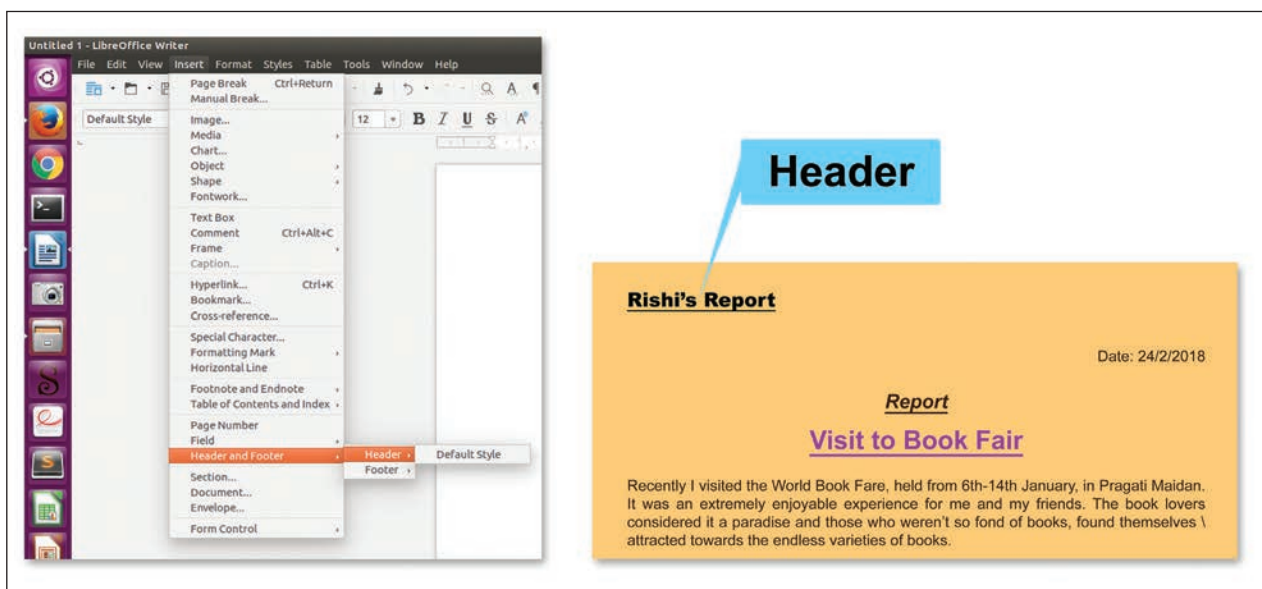 Untitled 1 - LibreOffice Writer
File Edit View Insert Format Styles Table Tools Window Help
Page Break Ctrl+Return
Manual Break...
Default Style
12
B I U S A
Image...
Media
Chart...
Object
Shape
Fontwork...
Text Box
Comment Ctrl+Alt+C
Frame
Caption...
Hyperlink... Ctrl+K
Bookmark...
Cross-reference...
Special Character...
Formatting Mark
Horizontal Line
Footnote and Endnote
Table of Contents and Index
Page Number
Field
Header and Footer
Header
Default Style
Footer
Section...
Document...
Envelope...
Form Control
Header
Rishi's Report
Date: 24/2/2018
Report
Visit to Book Fair
Recently I visited the World Book Fare, held from 6th-14th January, in Pragati Maidan.
It was an extremely enjoyable experience for me and my friends. The book lovers
considered it a paradise and those who weren't so fond of books, found themselves \
attracted towards the endless varieties of books.